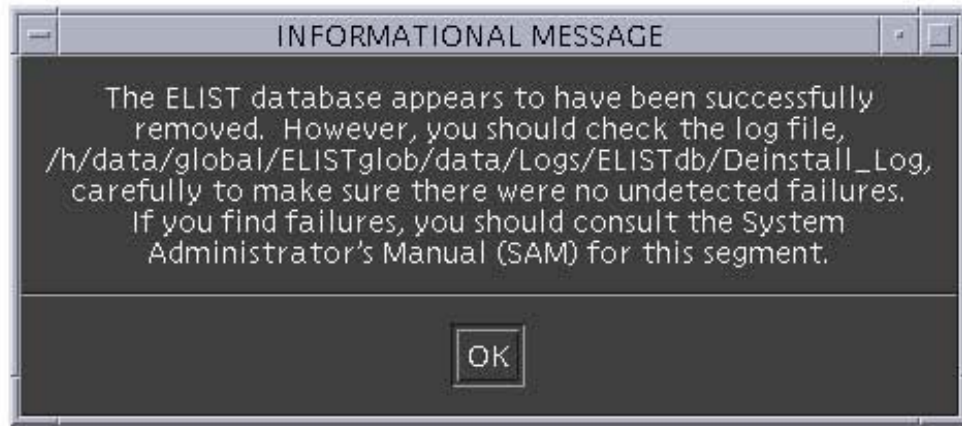 INFORMATIONAL MESSAGE
The ELIST database appears to have been successfully
removed.  However, you should check the log file,
/h/data/global/ELISTglob/data/Logs/ELISTdb/Deinstall_Log,
carefully to make sure there were no undetected failures.
If you find failures, you should consult the System
Administrator's Manual (SAM) for this segment.
OK